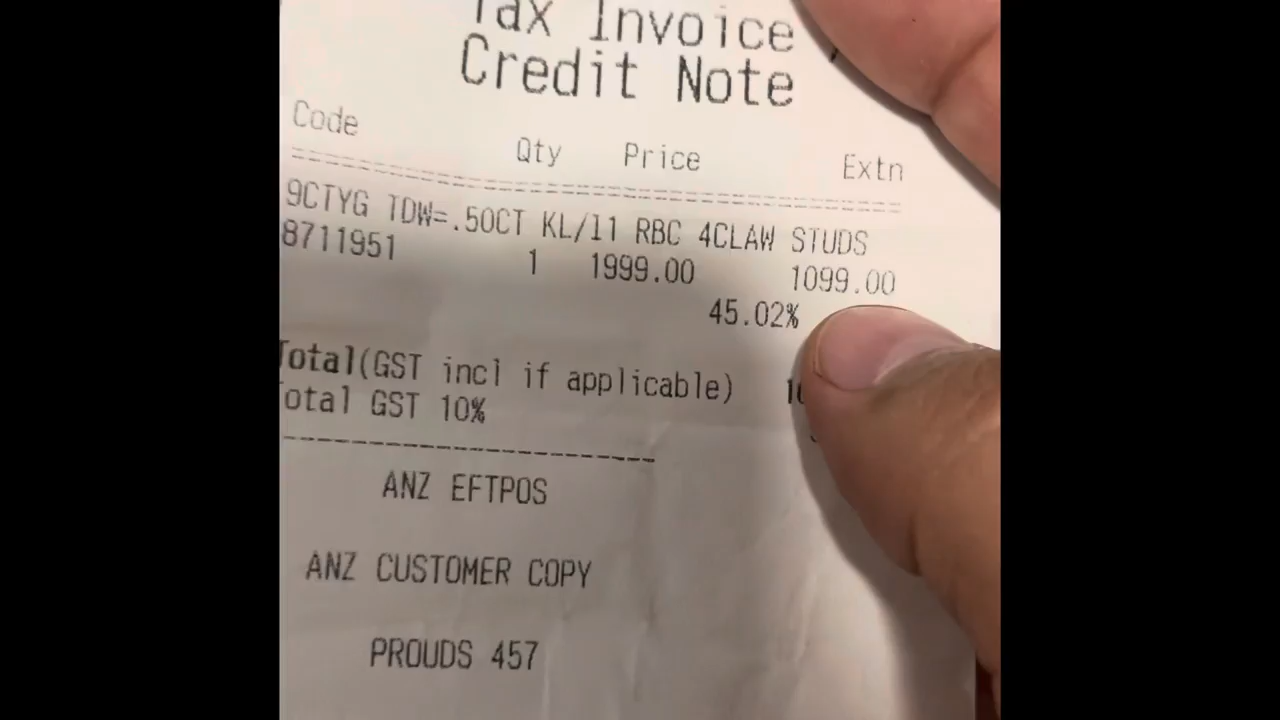 Tax Invoice
Credit Note
Code Qty Price Extn
9CTYG TDW=.50CT KL/11 RBC 4CLAW STUDS
8711951 1 1999.00 1099.00
45.02%
Total(GST incl if applicable)
Total GST 10%
ANZ EFTPOS
ANZ CUSTOMER COPY
PROUDS 457